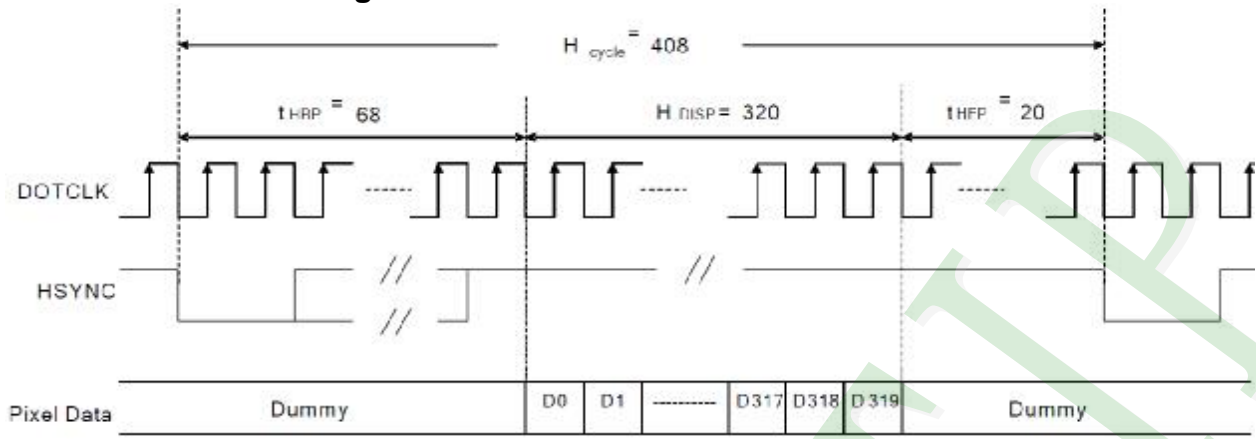 H cycle = 408
t HBP = 68
H DISP = 320
t HFP = 20
DOTCLK
HSYNC
//
//
//
Pixel Data
Dummy
D0
D1
D317
D318
D319
Dummy